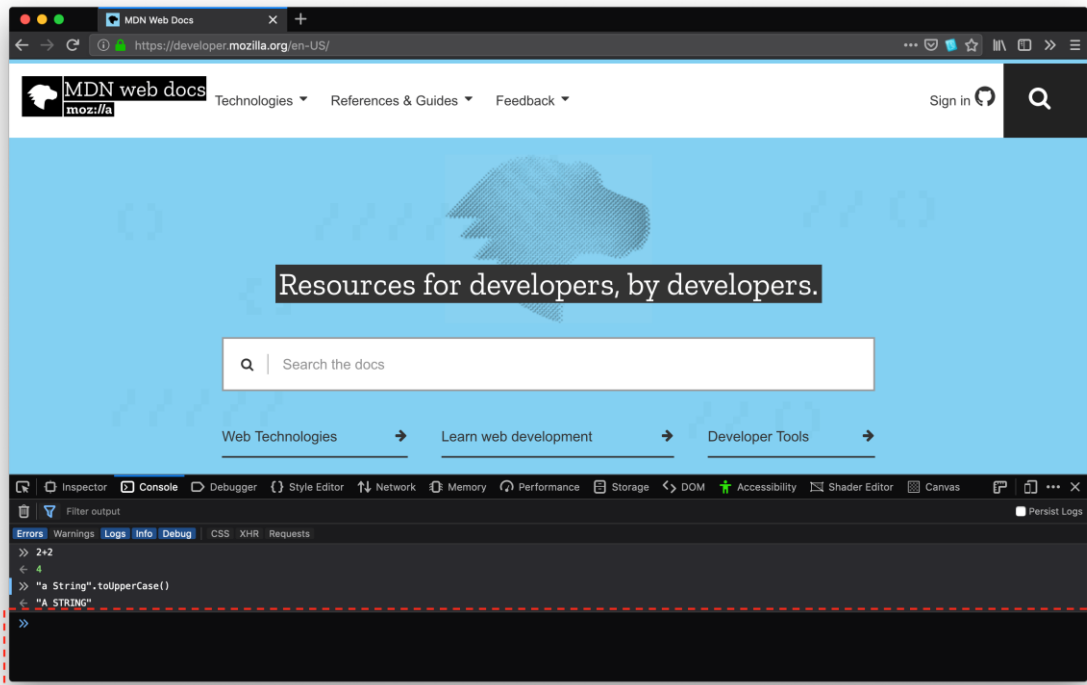 MDN Web Docs
https://developer.mozilla.org/en-US/
MDN web docs
moz://a
Technologies References & Guides Feedback Sign in
Resources for developers, by developers.
Search the docs
Web Technologies Learn web development Developer Tools
Inspector Console Debugger {} Style Editor Network Memory Performance Storage DOM Accessibility Shader Editor Canvas
Filter output Persist Logs
Errors Warnings Logs Info Debug CSS XHR Requests
» 2+2
← 4
» "a String".toUpperCase()
← "A STRING"
»